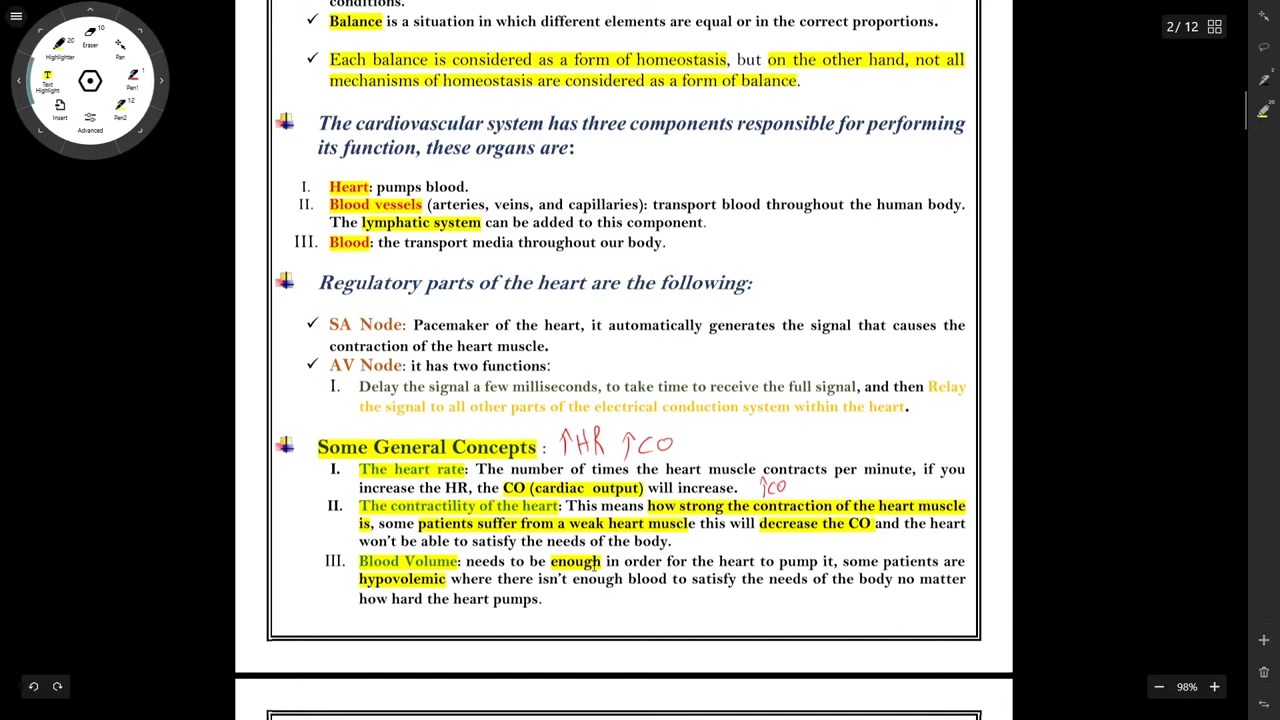 conditions.
✓ Balance is a situation in which different elements are equal or in the correct proportions.
✓ Each balance is considered as a form of homeostasis, but on the other hand, not all
mechanisms of homeostasis are considered as a form of balance.
The cardiovascular system has three components responsible for performing
its function, these organs are:
I. Heart: pumps blood.
II. Blood vessels (arteries, veins, and capillaries): transport blood throughout the human body.
The lymphatic system can be added to this component.
III. Blood: the transport media throughout our body.
Regulatory parts of the heart are the following:
✓ SA Node: Pacemaker of the heart, it automatically generates the signal that causes the
contraction of the heart muscle.
✓ AV Node: it has two functions:
I. Delay the signal a few milliseconds, to take time to receive the full signal, and then Relay
the signal to all other parts of the electrical conduction system within the heart.
Some General Concepts : ↑HR ↑CO
I. The heart rate: The number of times the heart muscle contracts per minute, if you
increase the HR, the CO (cardiac output) will increase. ↑CO
II. The contractility of the heart: This means how strong the contraction of the heart muscle
is, some patients suffer from a weak heart muscle this will decrease the CO and the heart
won't be able to satisfy the needs of the body.
III. Blood Volume: needs to be enough in order for the heart to pump it, some patients are
hypovolemic where there isn't enough blood to satisfy the needs of the body no matter
how hard the heart pumps.
2/12
Highlighter 20
Eraser 10
Pan
Text Highlight
Pen1 1
Insert
Pen2 12
Advanced
98%